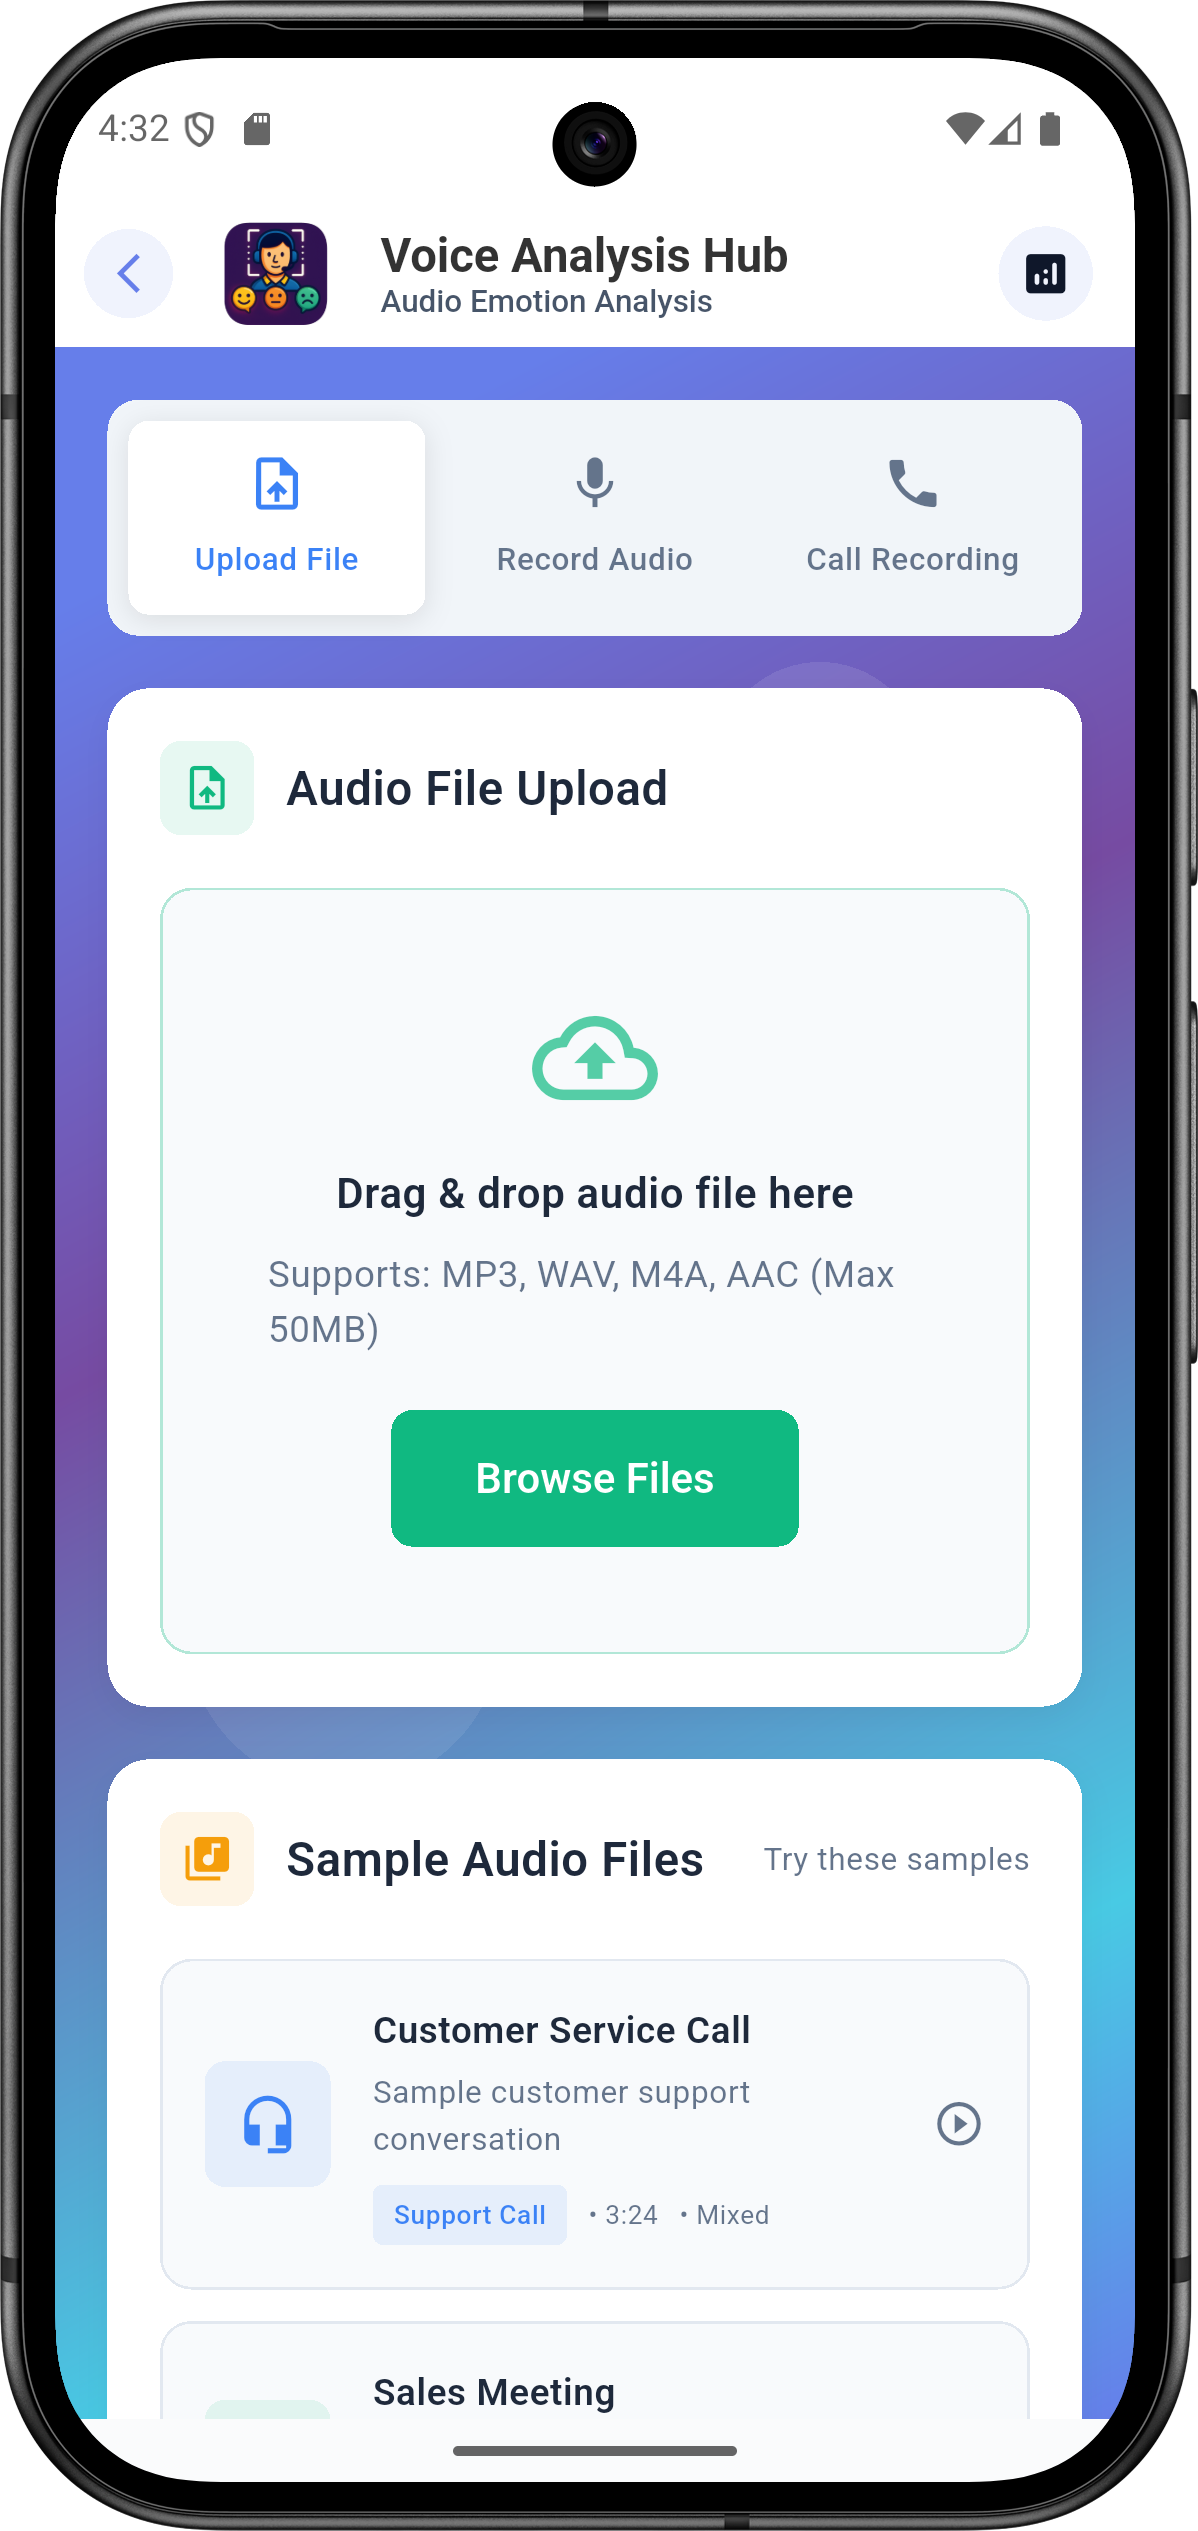 4:32
Voice Analysis Hub
Audio Emotion Analysis
Upload File
Record Audio
Call Recording
Audio File Upload
Drag & drop audio file here
Supports: MP3, WAV, M4A, AAC (Max
50MB)
Browse Files
Sample Audio Files
Try these samples
Customer Service Call
Sample customer support
conversation
Support Call • 3:24 • Mixed
Sales Meeting